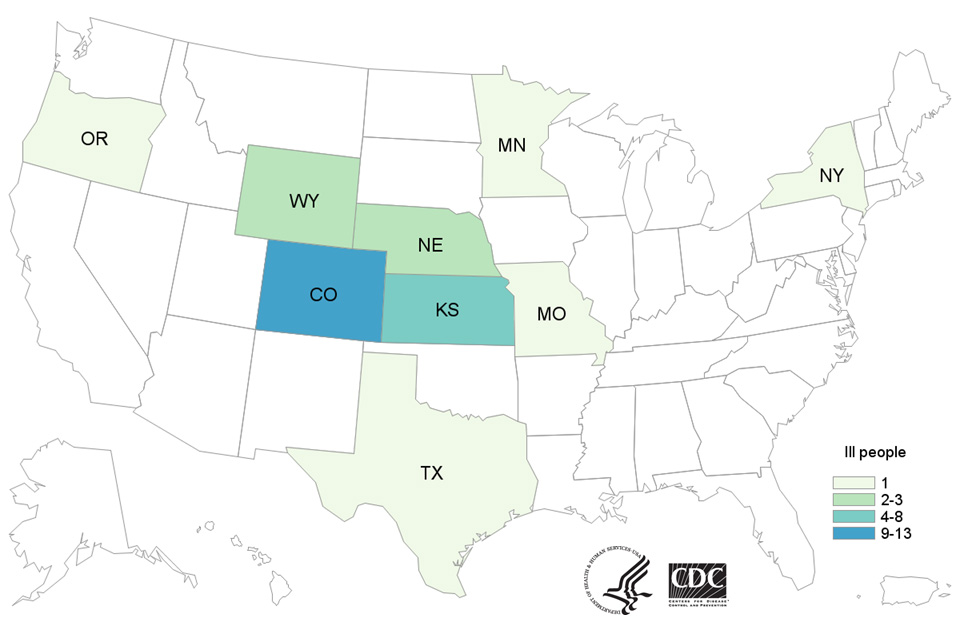 OR
MN
NY
WY
NE
CO
KS
MO
TX
Ill people
1
2-3
4-8
9-13
DEPARTMENT OF HEALTH & HUMAN SERVICES·USA
CDC
CENTERS FOR DISEASE™
CONTROL AND PREVENTION